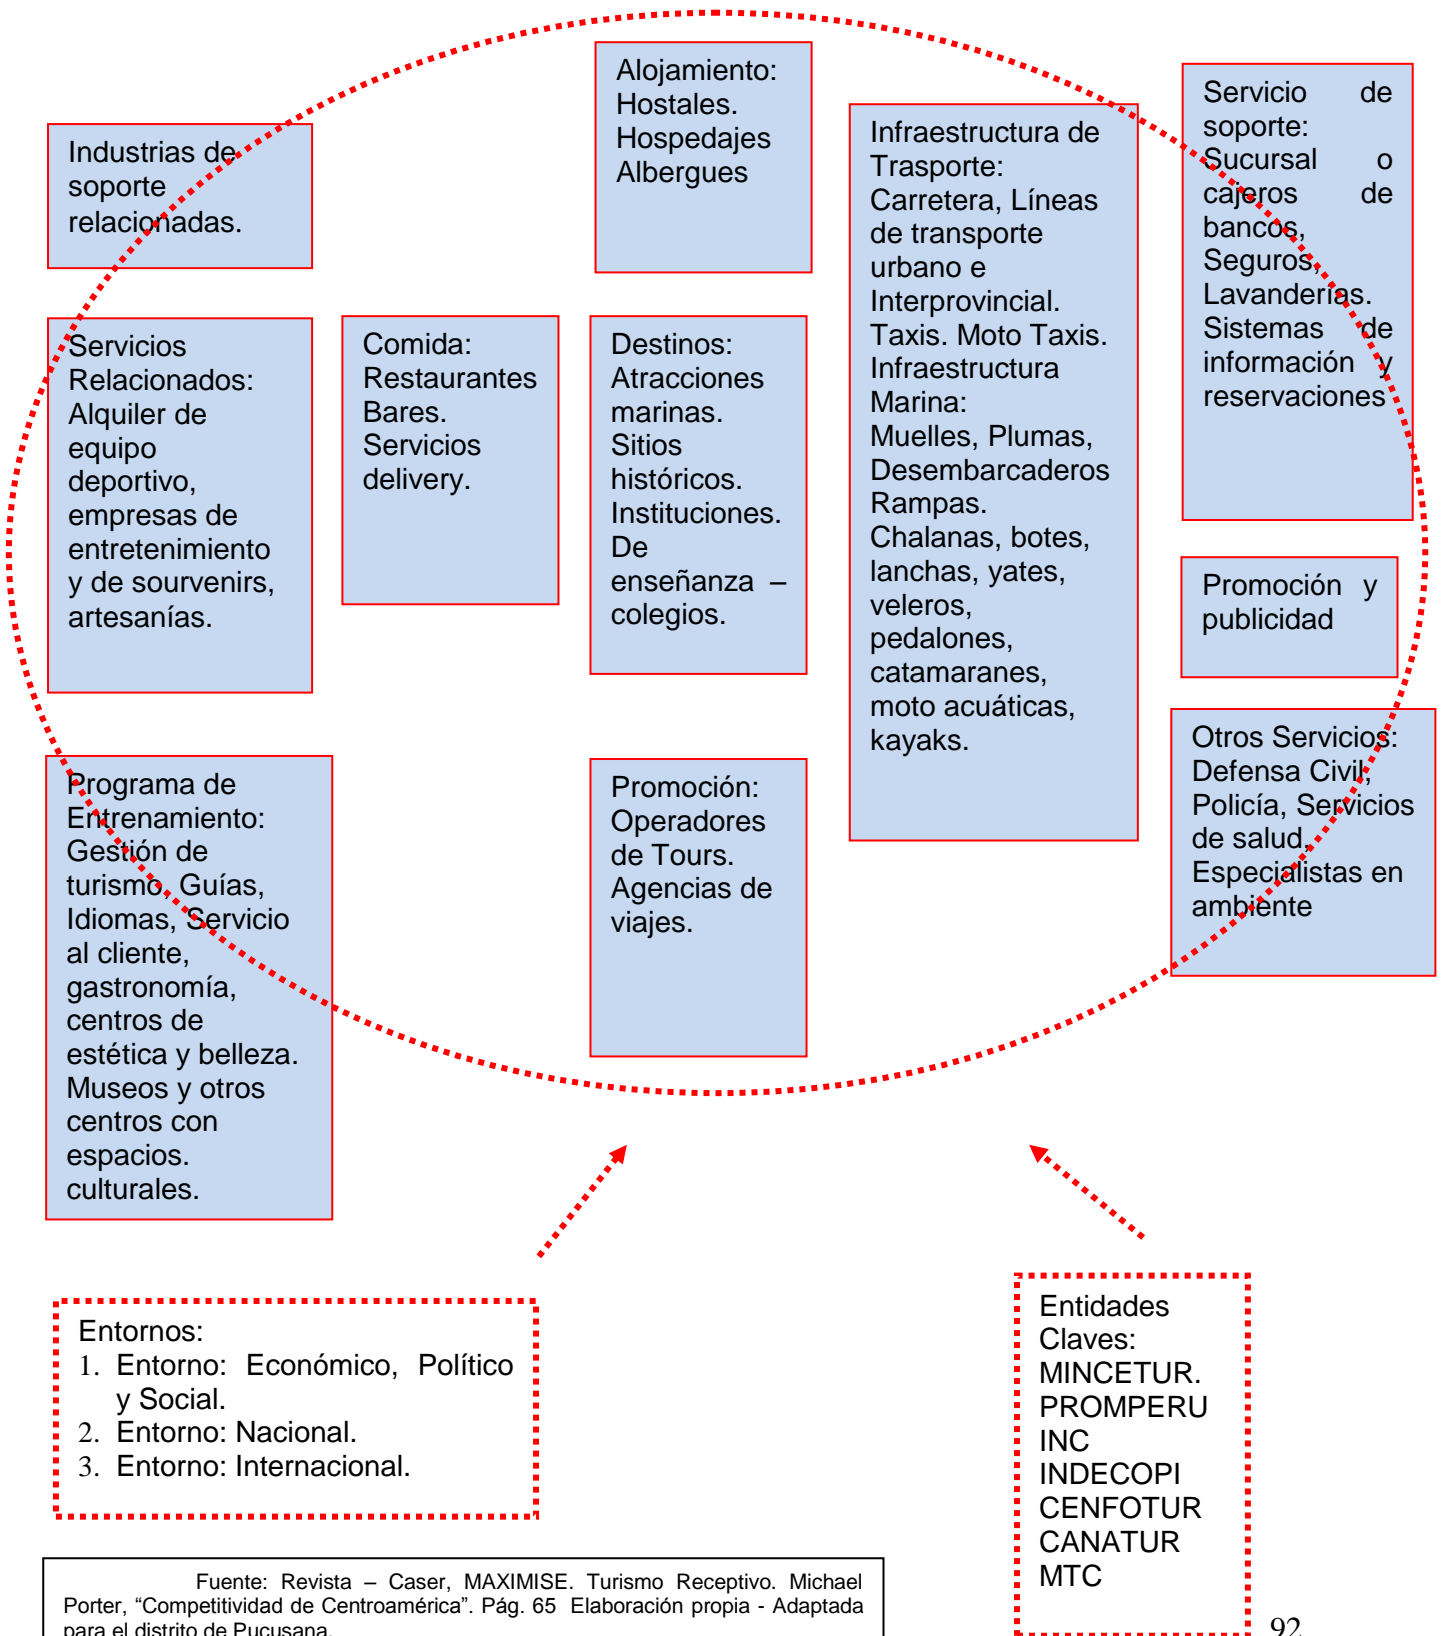 Industrias de
soporte
relacionadas.
Alojamiento:
Hostales.
Hospedajes
Albergues
Infraestructura de
Trasporte:
Carretera, Líneas
de transporte
urbano e
Interprovincial.
Taxis. Moto Taxis.
Infraestructura
Marina:
Muelles, Plumas,
Desembarcaderos
Rampas.
Chalanas, botes,
lanchas, yates,
veleros,
pedalones,
catamaranes,
moto acuáticas,
kayaks.
Servicio de
soporte:
Sucursal o
cajeros de
bancos,
Seguros,
Lavanderías.
Sistemas de
información y
reservaciones
Servicios
Relacionados:
Alquiler de
equipo
deportivo,
empresas de
entretenimiento
y de sourvenirs,
artesanías.
Comida:
Restaurantes
Bares.
Servicios
delivery.
Destinos:
Atracciones
marinas.
Sitios
históricos.
Instituciones.
De
enseñanza –
colegios.
Promoción y
publicidad
Programa de
Entrenamiento:
Gestión de
turismo, Guías,
Idiomas, Servicio
al cliente,
gastronomía,
centros de
estética y belleza.
Museos y otros
centros con
espacios.
culturales.
Promoción:
Operadores
de Tours.
Agencias de
viajes.
Otros Servicios:
Defensa Civil,
Policía, Servicios
de salud,
Especialistas en
ambiente
Entornos:
1. Entorno: Económico, Político
y Social.
2. Entorno: Nacional.
3. Entorno: Internacional.
Entidades
Claves:
MINCETUR.
PROMPERU
INC
INDECOPI
CENFOTUR
CANATUR
MTC
Fuente: Revista – Caser, MAXIMISE. Turismo Receptivo. Michael
Porter, “Competitividad de Centroamérica”. Pág. 65 Elaboración propia - Adaptada
para el distrito de Pucusana.
92